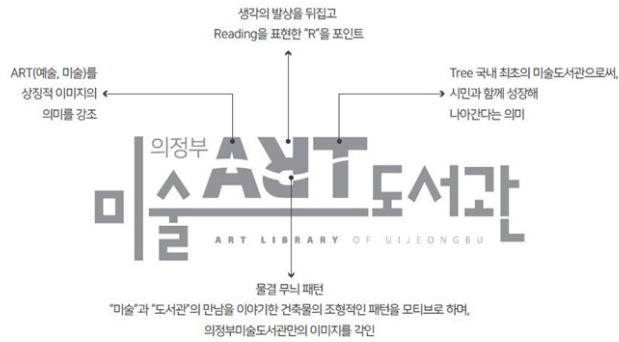 생각의 발상을 뒤집고
Reading을 표현한 "R"을 포인트
ART(예술, 미술)를
상징적 이미지의
의미를 강조
Tree 국내 최초의 미술도서관으로써,
시민과 함께 성장해
나아간다는 의미
의정부
미술 ART 도서관
ART LIBRARY OF UIJEONGBU
물결 무늬 패턴
"미술"과 "도서관"의 만남을 이야기한 건축물의 조형적인 패턴을 모티브로 하며,
의정부미술도서관만의 이미지를 각인